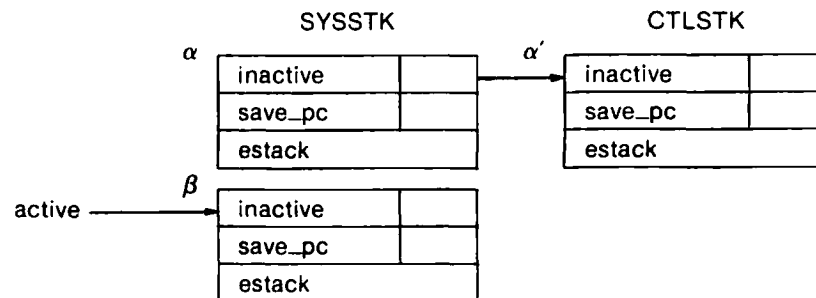 SYSSTK CTLSTK
α α′
inactive inactive
save_pc save_pc
estack estack
β
active inactive
save_pc
estack